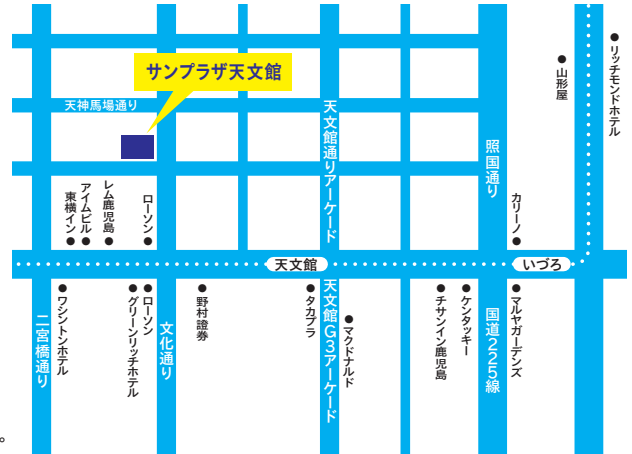 サンプラザ天文館
天神馬場通り
天文館通りアーケード
照国通り
山形屋
リッチモンドホテル
東横イン
アイムビル
レム鹿児島
ローソン
カリーノ
天文館
いづろ
二宮橋通り
ワシントンホテル
グリーンリッチホテル
ローソン
文化通り
野村證券
タカプラ
天文館G3アーケード
マクドナルド
チサンイン鹿児島
ケンタッキー
国道225線
マルヤガーデンズ
。